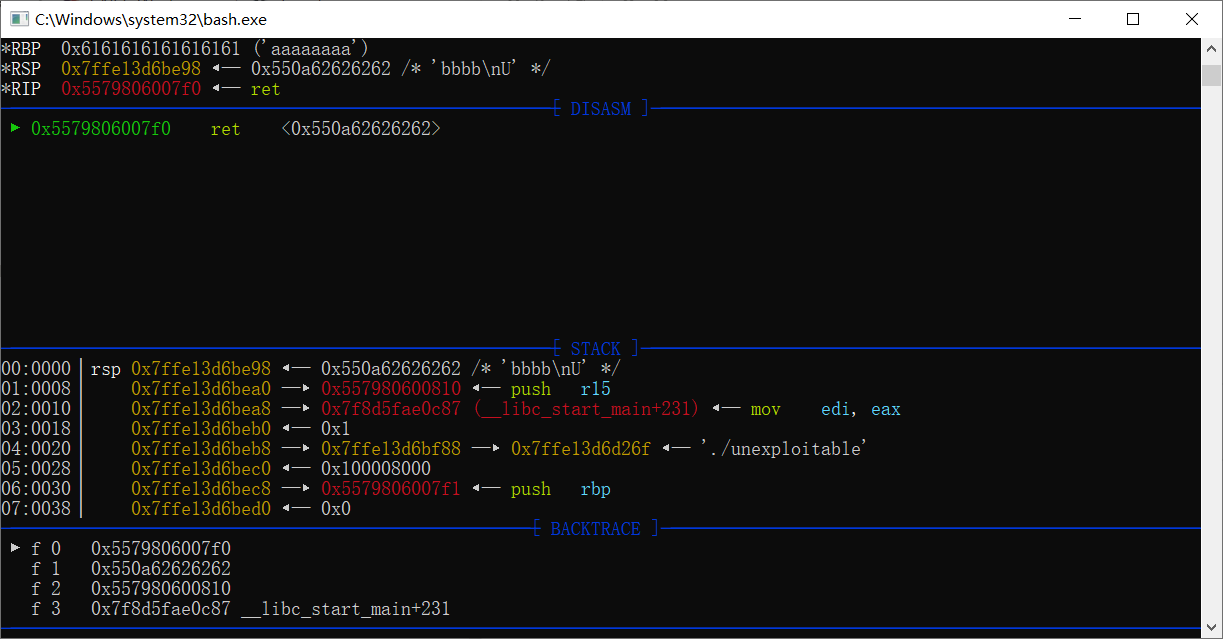 C:\Windows\system32\bash.exe
*RBP 0x6161616161616161 ('aaaaaaaa')
*RSP 0x7ffe13d6be98 ◂— 0x550a62626262 /* 'bbbb\nU' */
*RIP 0x5579806007f0 ◂— ret
[ DISASM ]
► 0x5579806007f0 ret <0x550a62626262>
[ STACK ]
00:0000│ rsp 0x7ffe13d6be98 ◂— 0x550a62626262 /* 'bbbb\nU' */
01:0008│ 0x7ffe13d6bea0 —▸ 0x557980600810 ◂— push r15
02:0010│ 0x7ffe13d6bea8 —▸ 0x7f8d5fae0c87 (__libc_start_main+231) ◂— mov edi, eax
03:0018│ 0x7ffe13d6beb0 ◂— 0x1
04:0020│ 0x7ffe13d6beb8 —▸ 0x7ffe13d6bf88 —▸ 0x7ffe13d6d26f ◂— './unexploitable'
05:0028│ 0x7ffe13d6bec0 ◂— 0x100008000
06:0030│ 0x7ffe13d6bec8 —▸ 0x5579806007f1 ◂— push rbp
07:0038│ 0x7ffe13d6bed0 ◂— 0x0
[ BACKTRACE ]
► f 0 0x5579806007f0
f 1 0x550a62626262
f 2 0x557980600810
f 3 0x7f8d5fae0c87 __libc_start_main+231